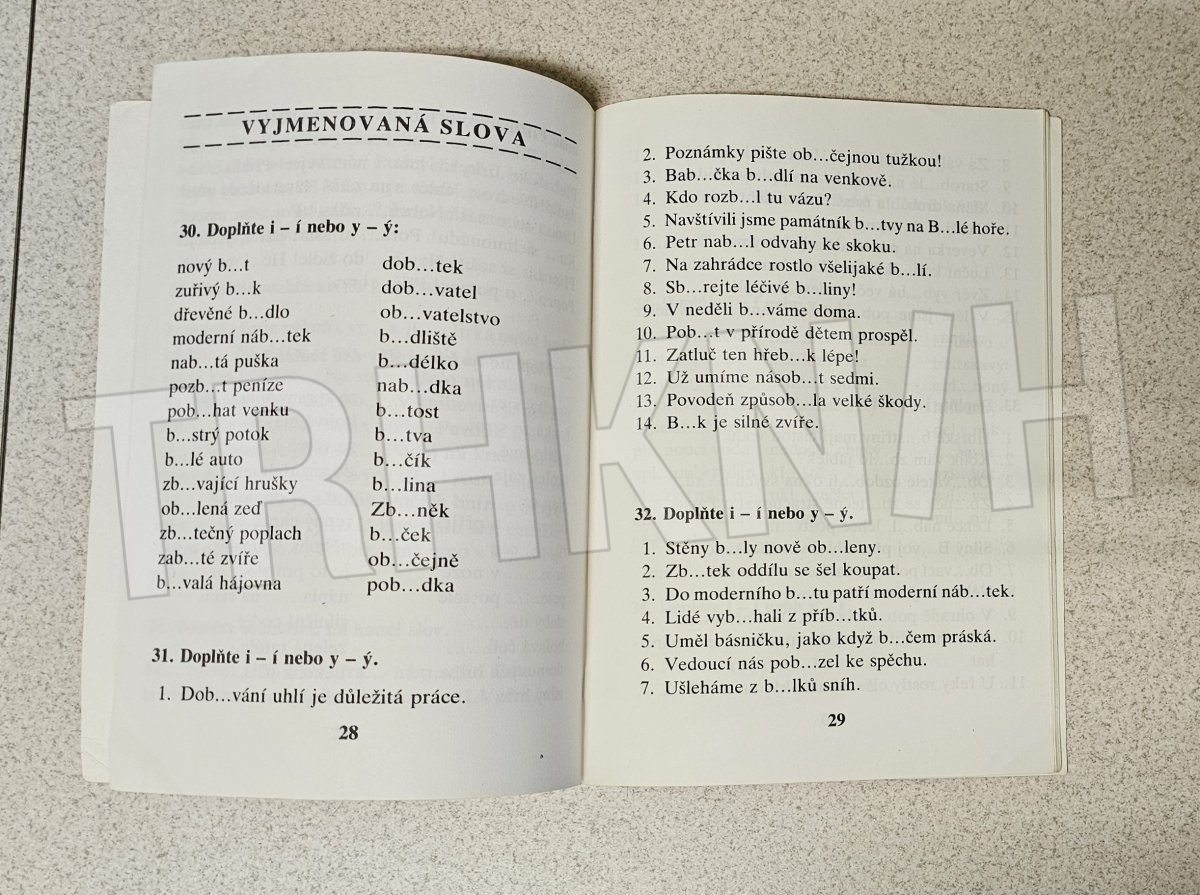 VYJMENOVANÁ SLOVA
30. Doplňte i – í nebo y – ý:
nový b...t
zuřivý b...k
dřevěné b...dlo
moderní náb...tek
nab...tá puška
pozb...t peníze
pob...hat venku
b...strý potok
b...lé auto
zb...vající hrušky
ob...lená zeď
zb...tečný poplach
zab...té zvíře
b...valá hájovna
dob...tek
dob...vatel
ob...vatelstvo
b...dliště
b...délko
nab...dka
b...tost
b...tva
b...čík
b...lina
Zb...něk
b...ček
ob...čejně
pob...dka
31. Doplňte i – í nebo y – ý.
1. Dob...vání uhlí je důležitá práce.
28
2. Poznámky pište ob...čejnou tužkou!
3. Bab...čka b...dlí na venkově.
4. Kdo rozb...l tu vázu?
5. Navštívili jsme památník b...tvy na B...lé hoře.
6. Petr nab...l odvahy ke skoku.
7. Na zahrádce rostlo všelijaké b...lí.
8. Sb...rejte léčivé b...liny!
9. V neděli b...váme doma.
10. Pob...t v přírodě dětem prospěl.
11. Zatluč ten hřeb...k lépe!
12. Už umíme násob...t sedmi.
13. Povodeň způsob...la velké škody.
14. B...k je silné zvíře.
32. Doplňte i – í nebo y – ý.
1. Stěny b...ly nově ob...leny.
2. Zb...tek oddílu se šel koupat.
3. Do moderního b...tu patří moderní náb...tek.
4. Lidé vyb...hali z příb...tků.
5. Uměl básničku, jako když b...čem práská.
6. Vedoucí nás pob...zel ke spěchu.
7. Ušleháme z b...lků sníh.
29
TRHKNIH